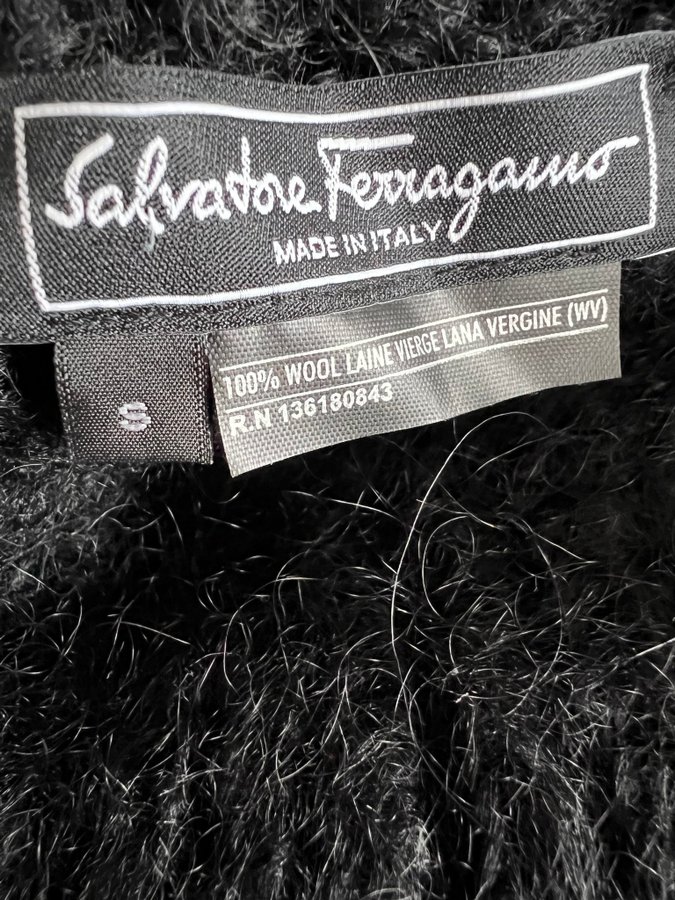 Salvatore Ferragamo
MADE IN ITALY
S
100% WOOL LAINE VIERGE LANA VERGINE (WV)
R.N 136180843